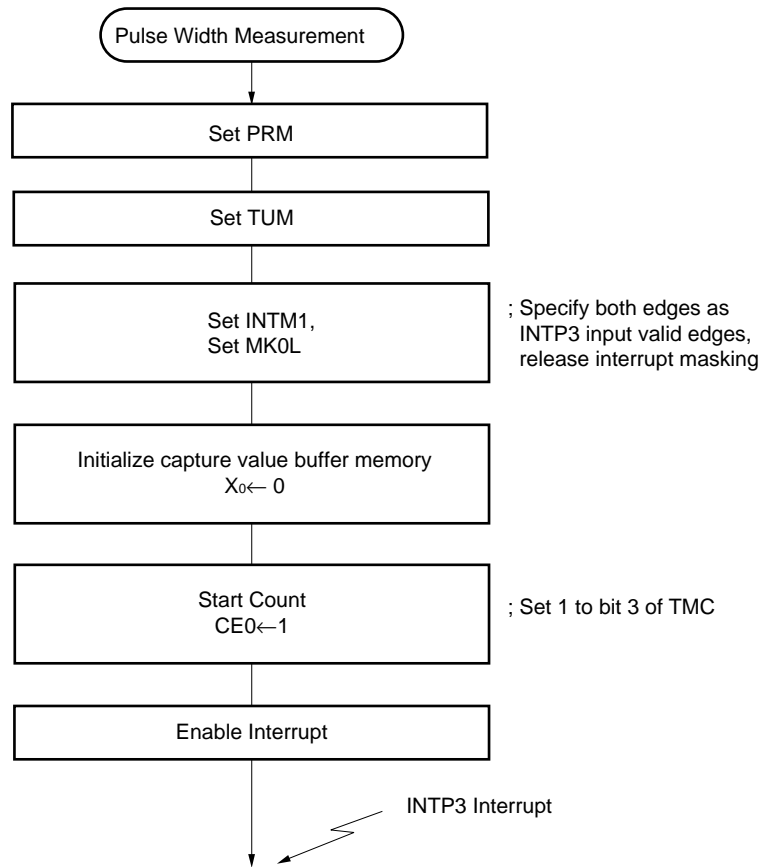 Pulse Width Measurement
Set PRM
Set TUM
Set INTM1,
Set MK0L
; Specify both edges as
INTP3 input valid edges,
release interrupt masking
Initialize capture value buffer memory
X₀← 0
Start Count
CE0←1
; Set 1 to bit 3 of TMC
Enable Interrupt
INTP3 Interrupt